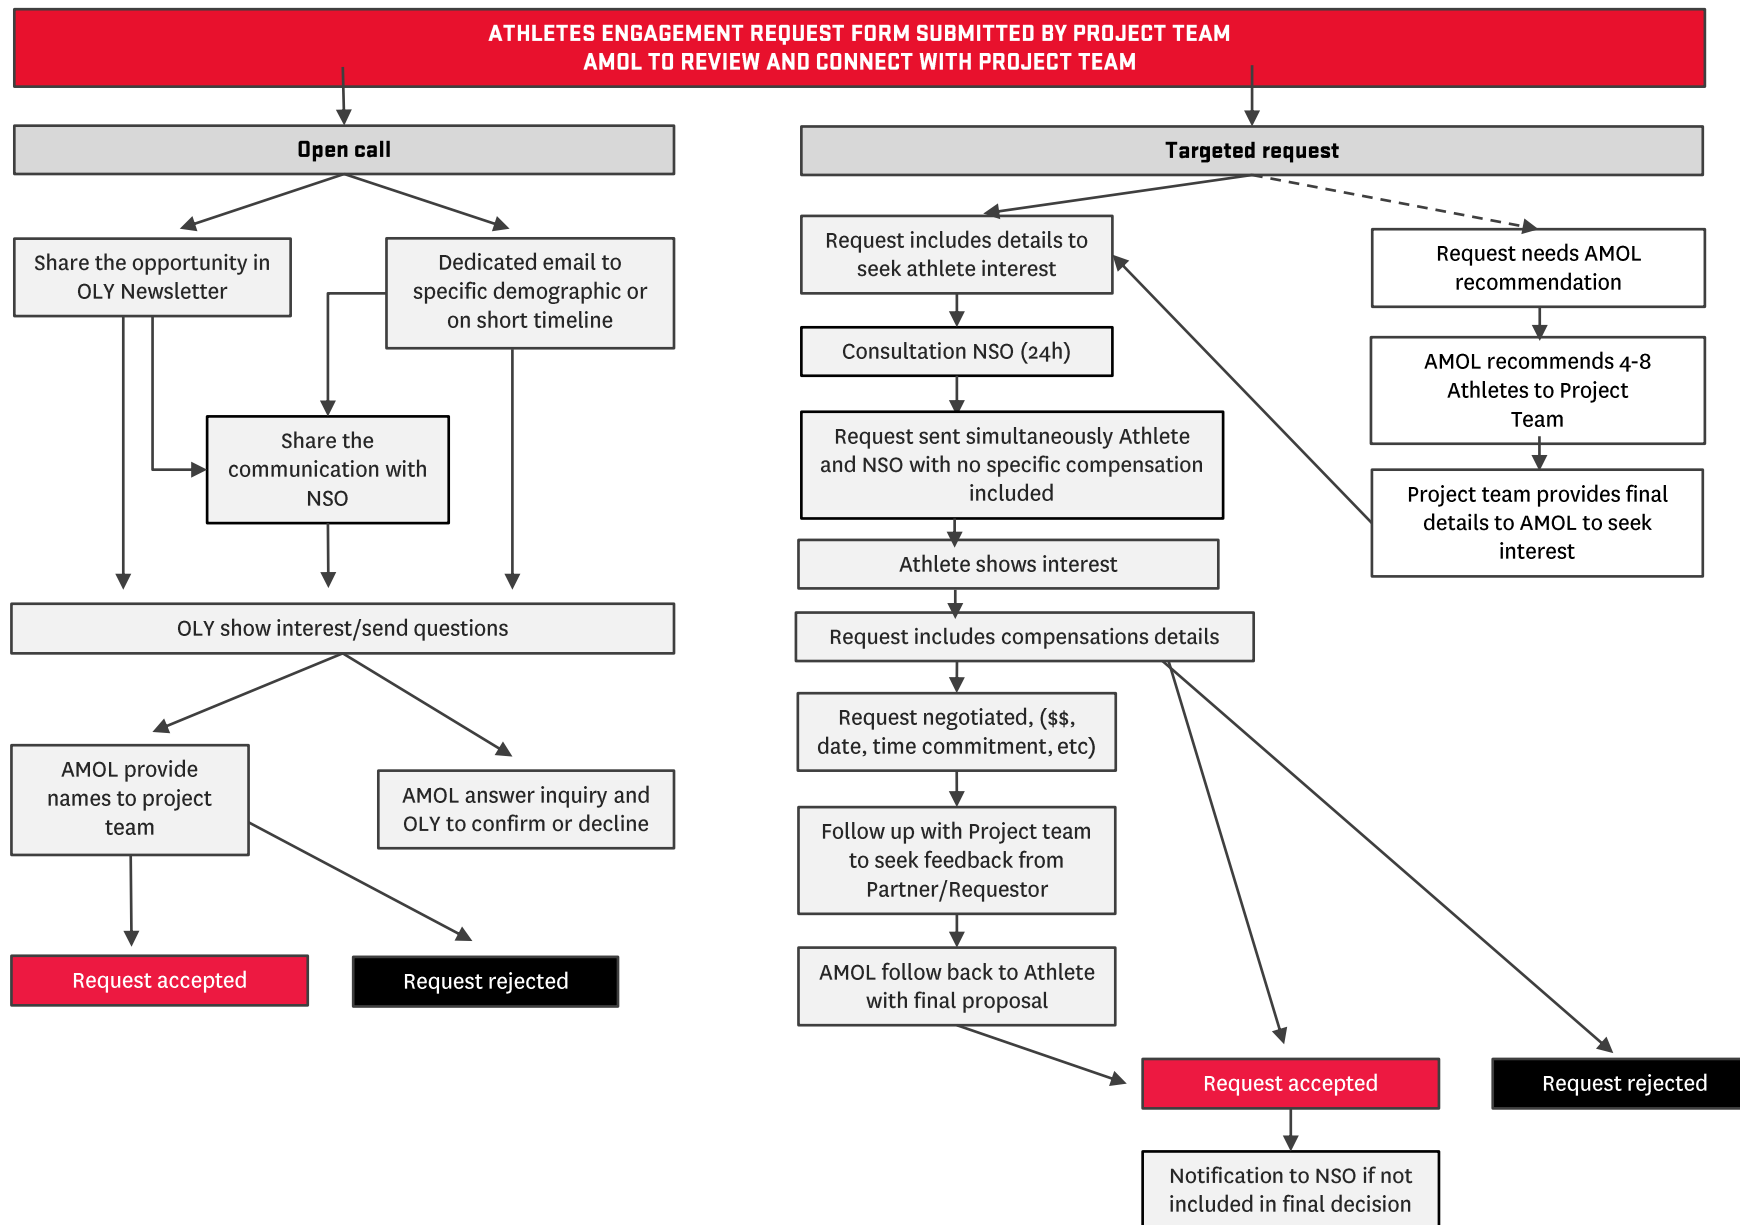 ATHLETES ENGAGEMENT REQUEST FORM SUBMITTED BY PROJECT TEAM
AMOL TO REVIEW AND CONNECT WITH PROJECT TEAM
Open call
Share the opportunity in
OLY Newsletter
Dedicated email to
specific demographic or
on short timeline
Share the
communication with
NSO
OLY show interest/send questions
AMOL provide
names to project
team
AMOL answer inquiry and
OLY to confirm or decline
Request accepted
Request rejected
Targeted request
Request includes details to
seek athlete interest
Consultation NSO (24h)
Request sent simultaneously Athlete
and NSO with no specific compensation
included
Athlete shows interest
Request includes compensations details
Request negotiated, ($$,
date, time commitment, etc)
Follow up with Project team
to seek feedback from
Partner/Requestor
AMOL follow back to Athlete
with final proposal
Request needs AMOL
recommendation
AMOL recommends 4-8
Athletes to Project
Team
Project team provides final
details to AMOL to seek
interest
Request accepted
Request rejected
Notification to NSO if not
included in final decision